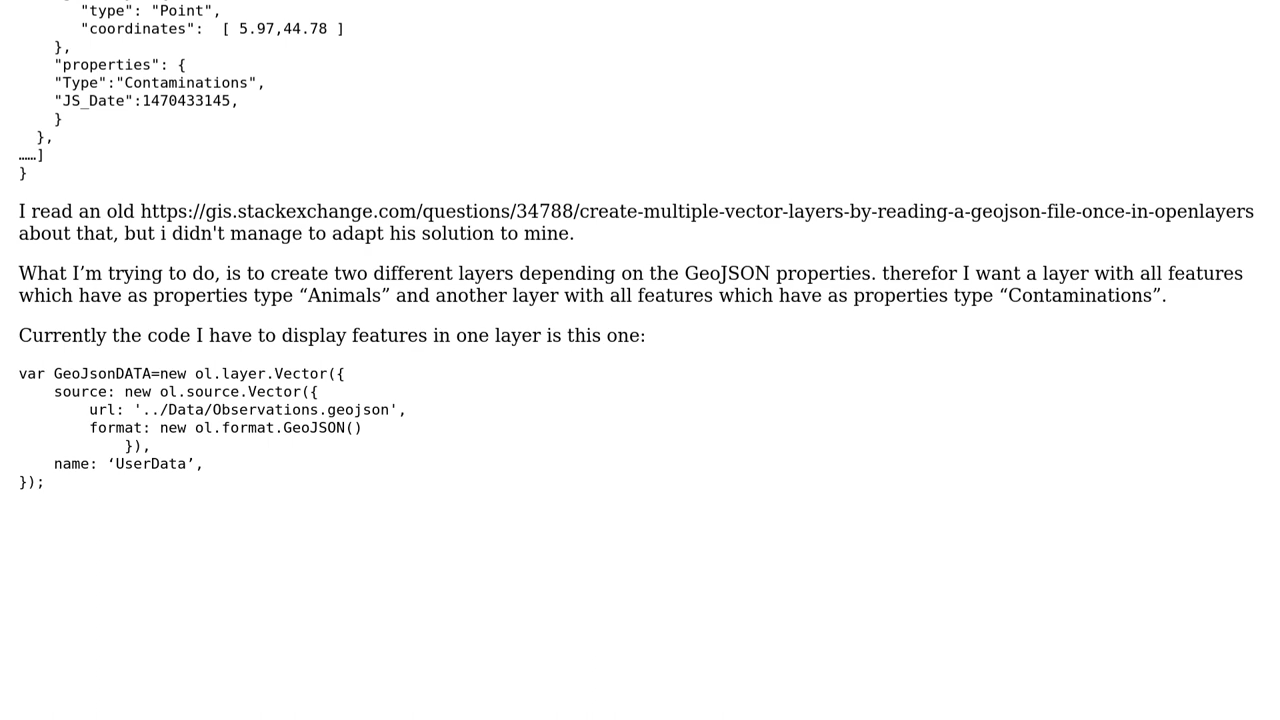 "type": "Point",
"coordinates":  [ 5.97,44.78 ]
},
"properties": {
"Type":"Contaminations",
"JS_Date":1470433145,
}
},
……]
}
I read an old https://gis.stackexchange.com/questions/34788/create-multiple-vector-layers-by-reading-a-geojson-file-once-in-openlayers
about that, but i didn't manage to adapt his solution to mine.
What I’m trying to do, is to create two different layers depending on the GeoJSON properties. therefor I want a layer with all features
which have as properties type “Animals” and another layer with all features which have as properties type “Contaminations”.
Currently the code I have to display features in one layer is this one:
var GeoJsonDATA=new ol.layer.Vector({
source: new ol.source.Vector({
url: '../Data/Observations.geojson',
format: new ol.format.GeoJSON()
}),
name: ‘UserData’,
});